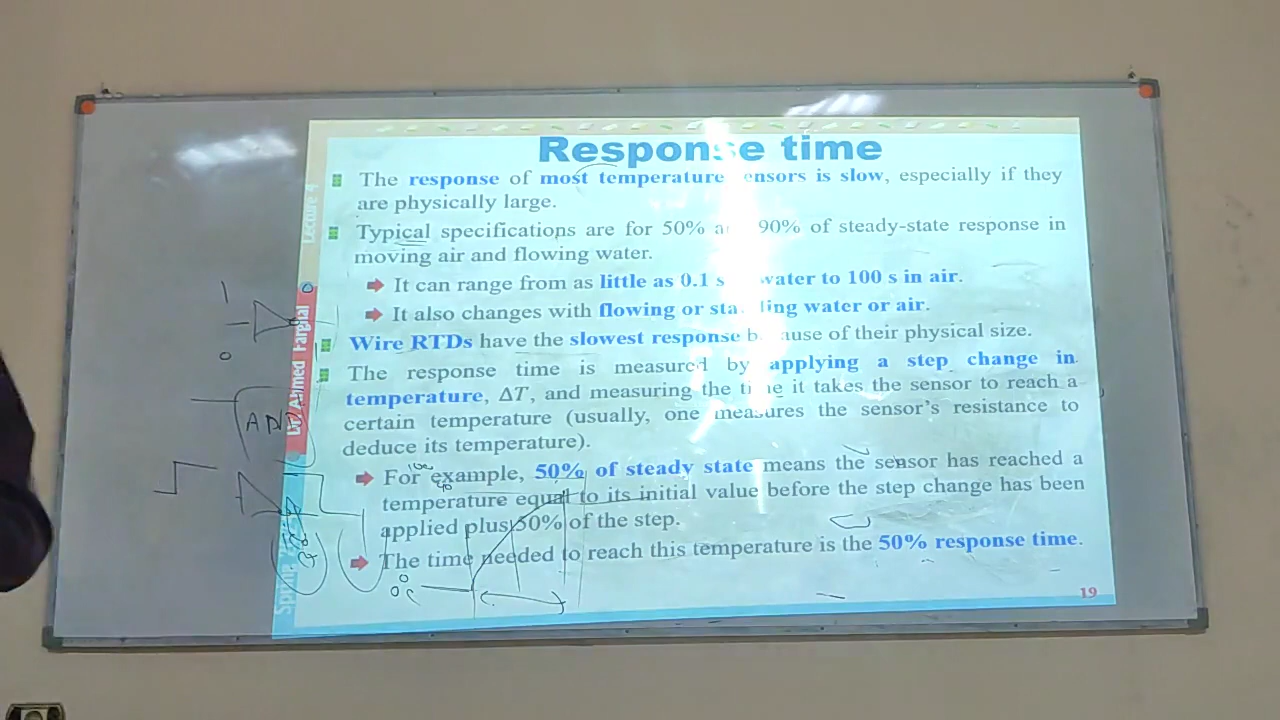 Response time
The response of most temperature sensors is slow, especially if they
are physically large.
Typical specifications are for 50% and 90% of steady-state response in
moving air and flowing water.
It can range from as little as 0.1 s water to 100 s in air.
It also changes with flowing or standing water or air.
Wire RTDs have the slowest response because of their physical size.
The response time is measured by applying a step change in
temperature, ΔT, and measuring the time it takes the sensor to reach a
certain temperature (usually, one measures the sensor's resistance to
deduce its temperature).
For example, 50% of steady state means the sensor has reached a
temperature equal to its initial value before the step change has been
applied plus 50% of the step.
The time needed to reach this temperature is the 50% response time.
19
Lecture 4
Ahmed Fargial
Spring
AD
0
100
90
0°C